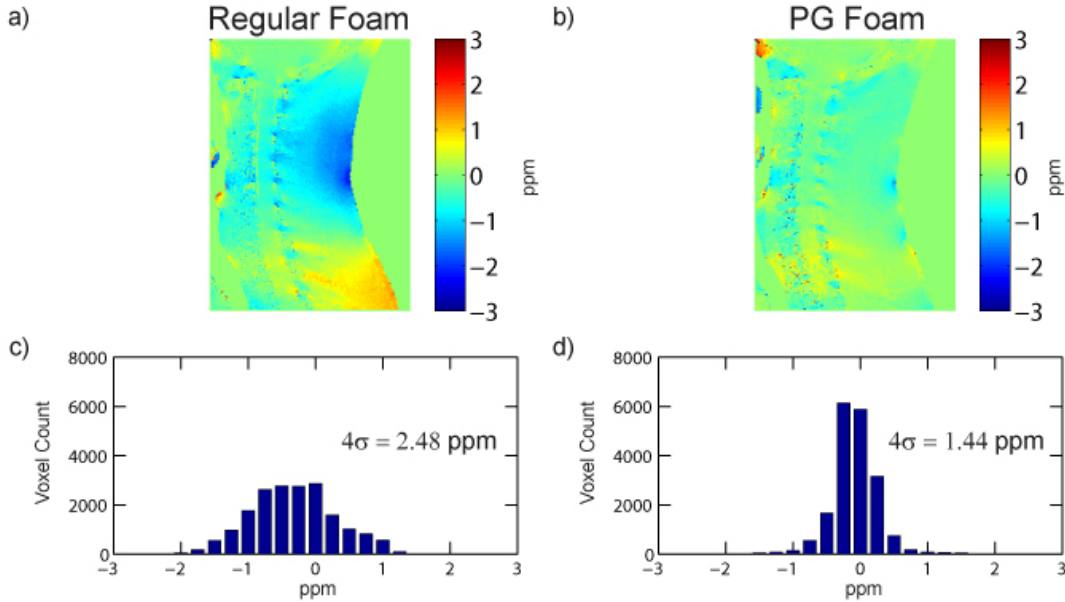 a)
Regular Foam
3
2
1
0
−1
−2
−3
ppm
b)
PG Foam
3
2
1
0
−1
−2
−3
ppm
c)
8000
6000
4000
2000
0
Voxel Count
4σ = 2.48 ppm
−3 −2 −1 0 1 2 3
ppm
d)
8000
6000
4000
2000
0
Voxel Count
4σ = 1.44 ppm
−3 −2 −1 0 1 2 3
ppm